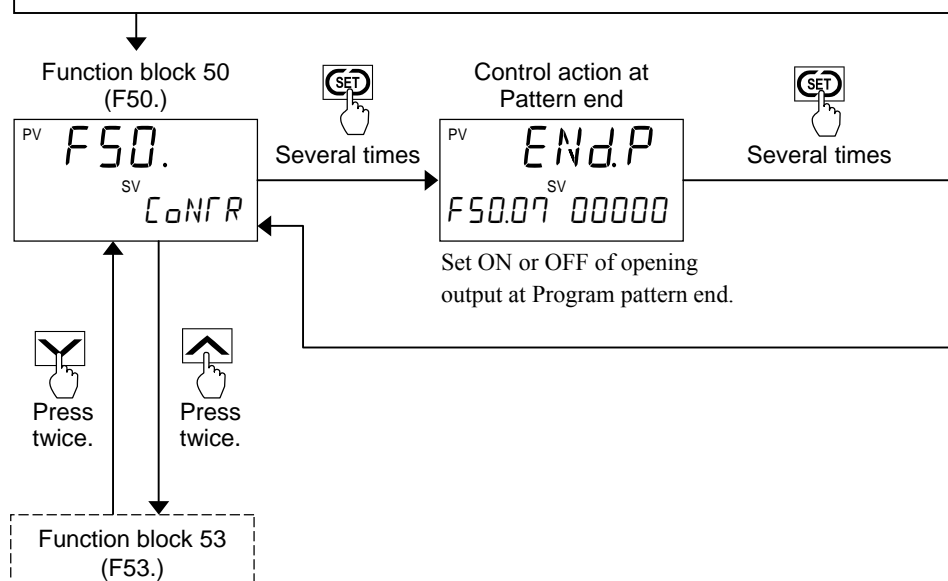 Function block 50
(F50.)
PV
F50.
SV
CoNTR
SET
Several times
Control action at
Pattern end
PV
ENd.P
SV
F50.07 00000
Set ON or OFF of opening
output at Program pattern end.
SET
Several times
Press
twice.
Press
twice.
Function block 53
(F53.)